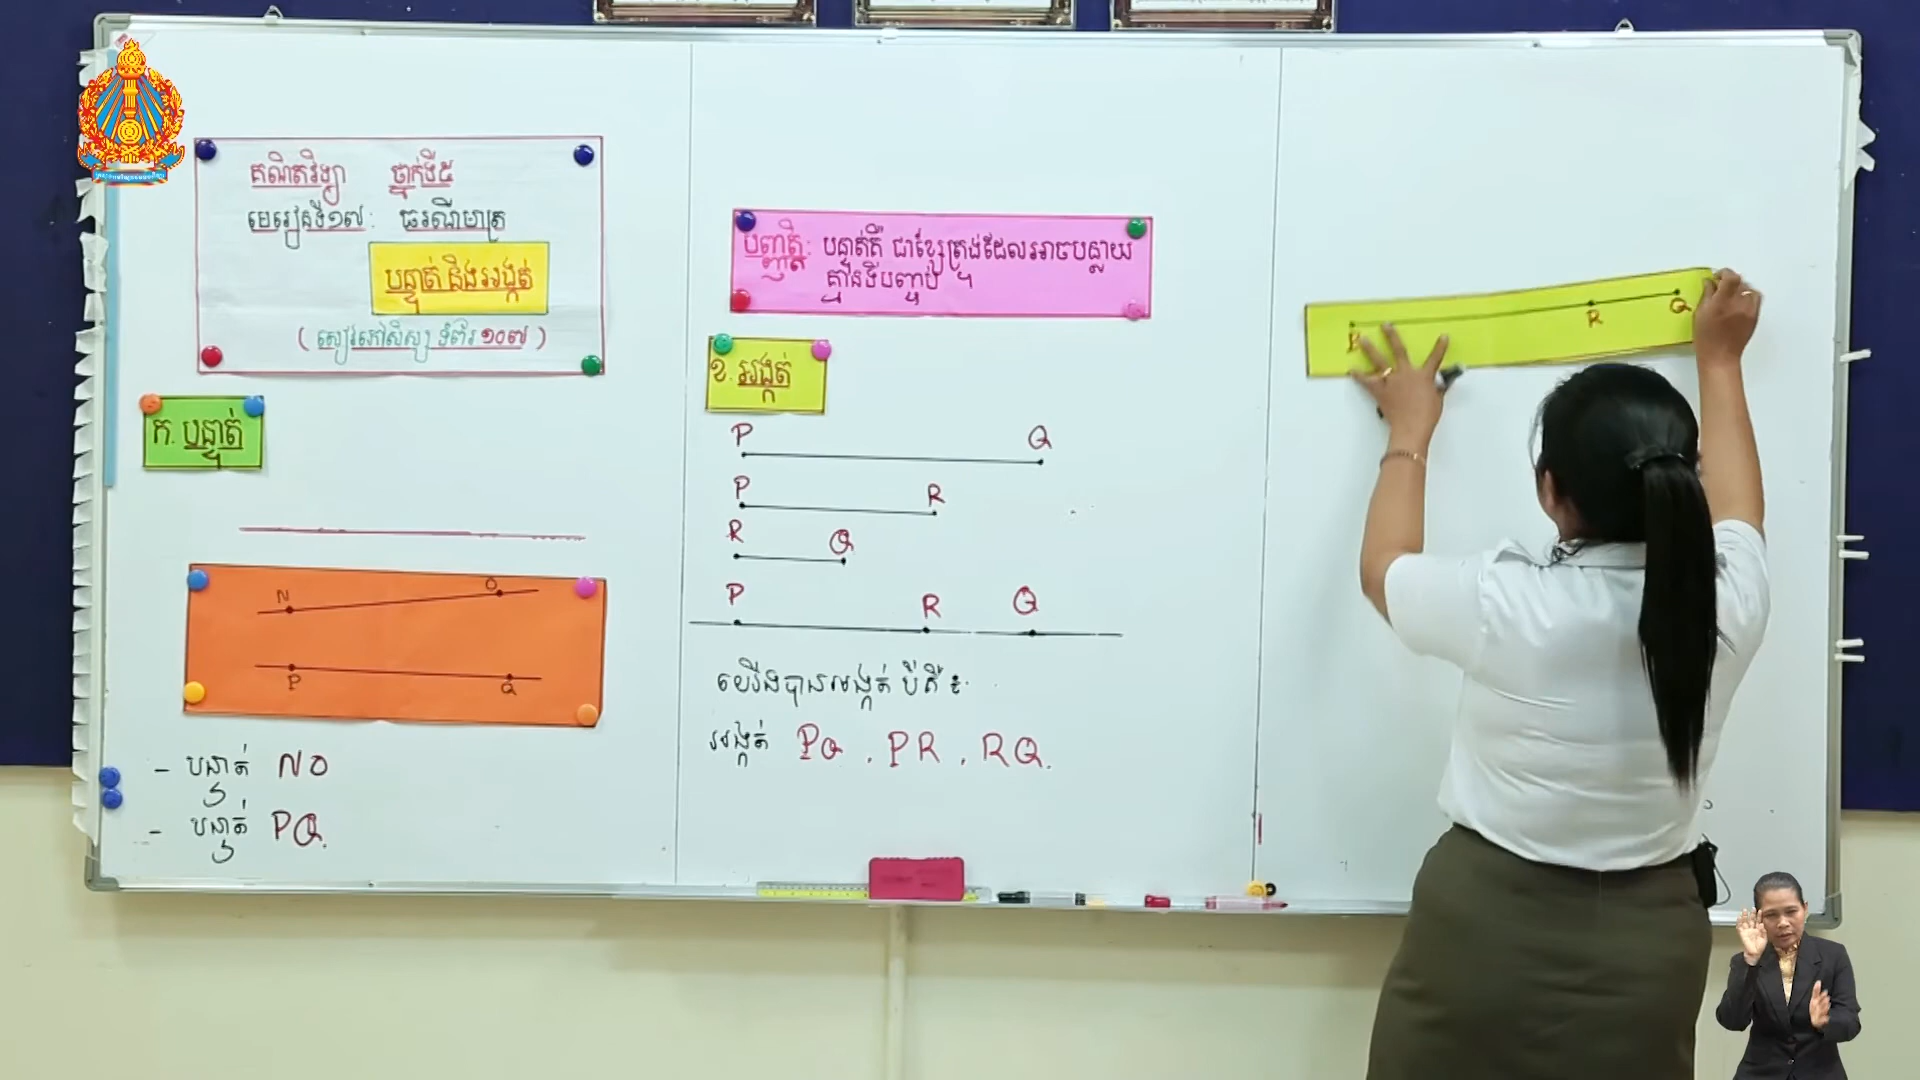 គណិតវិទ្យា ថ្នាក់ទី៥
មេរៀនទី១៧: ធរណីមាត្រ
បន្ទាត់ និងអង្កត់
( សៀវភៅសិស្ស ទំព័រ ១០៧ )
ក. បន្ទាត់
N O
P Q
- បន្ទាត់ NO
- បន្ទាត់ PQ
បញ្ញត្តិ: បន្ទាត់គឺ ជាខ្សែត្រង់ដែលអាចបន្លាយ
គ្មានទីបញ្ចប់ ។
ខ. អង្កត់
P Q
P R
R Q
P R Q
យើងបានអង្កត់ បីគឺ ៖
អង្កត់ PQ , PR , RQ.
P R Q